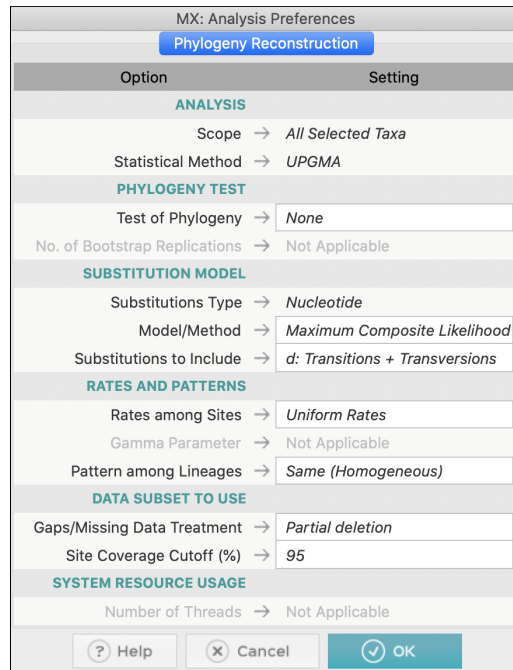 MX: Analysis Preferences
Phylogeny Reconstruction
Option Setting
ANALYSIS
Scope → All Selected Taxa
Statistical Method → UPGMA
PHYLOGENY TEST
Test of Phylogeny → None
No. of Bootstrap Replications → Not Applicable
SUBSTITUTION MODEL
Substitutions Type → Nucleotide
Model/Method → Maximum Composite Likelihood
Substitutions to Include → d: Transitions + Transversions
RATES AND PATTERNS
Rates among Sites → Uniform Rates
Gamma Parameter → Not Applicable
Pattern among Lineages → Same (Homogeneous)
DATA SUBSET TO USE
Gaps/Missing Data Treatment → Partial deletion
Site Coverage Cutoff (%) → 95
SYSTEM RESOURCE USAGE
Number of Threads → Not Applicable
? Help X Cancel ✓ OK